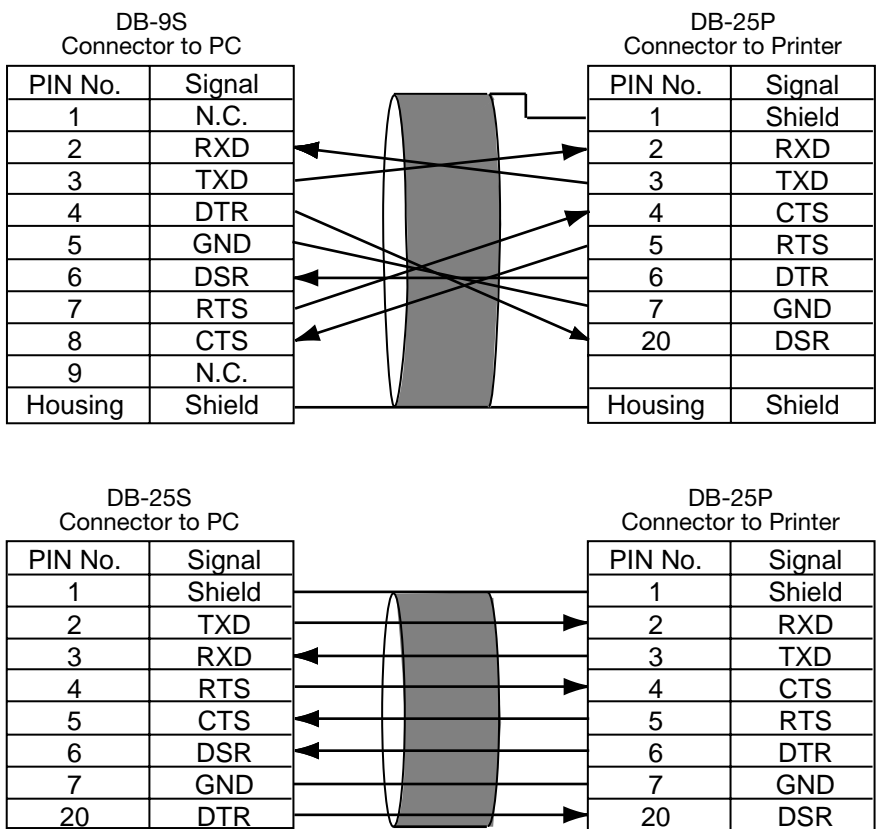 DB-9S DB-25P
Connector to PC Connector to Printer
PIN No. Signal PIN No. Signal
1 N.C. 1 Shield
2 RXD 2 RXD
3 TXD 3 TXD
4 DTR 4 CTS
5 GND 5 RTS
6 DSR 6 DTR
7 RTS 7 GND
8 CTS 20 DSR
9 N.C.
Housing Shield Housing Shield
DB-25S DB-25P
Connector to PC Connector to Printer
PIN No. Signal PIN No. Signal
1 Shield 1 Shield
2 TXD 2 RXD
3 RXD 3 TXD
4 RTS 4 CTS
5 CTS 5 RTS
6 DSR 6 DTR
7 GND 7 GND
20 DTR 20 DSR